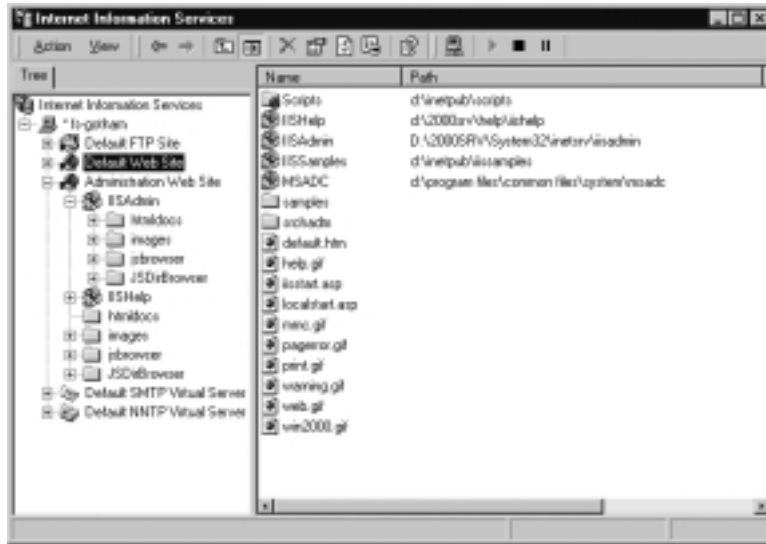 Internet Information Services
Action View
Tree
Name Path
Internet Information Services
* ts-gotham
Default FTP Site
Default Web Site
Administration Web Site
IISAdmin
htmldocs
images
jsbrowser
JSDirBrowser
IISHelp
htmldocs
images
jsbrowser
JSDirBrowser
Default SMTP Virtual Server
Default NNTP Virtual Server
Scripts d:\inetpub\scripts
IISHelp d:\2000srv\help\iishelp
IISAdmin D:\2000SRV\System32\inetsrv\iisadmin
IISSamples d:\inetpub\iissamples
MSADC d:\program files\common files\system\msadc
samples
srchadm
default.htm
help.gif
iisstart.asp
localstart.asp
mmc.gif
pagerror.gif
print.gif
warning.gif
web.gif
win2000.gif